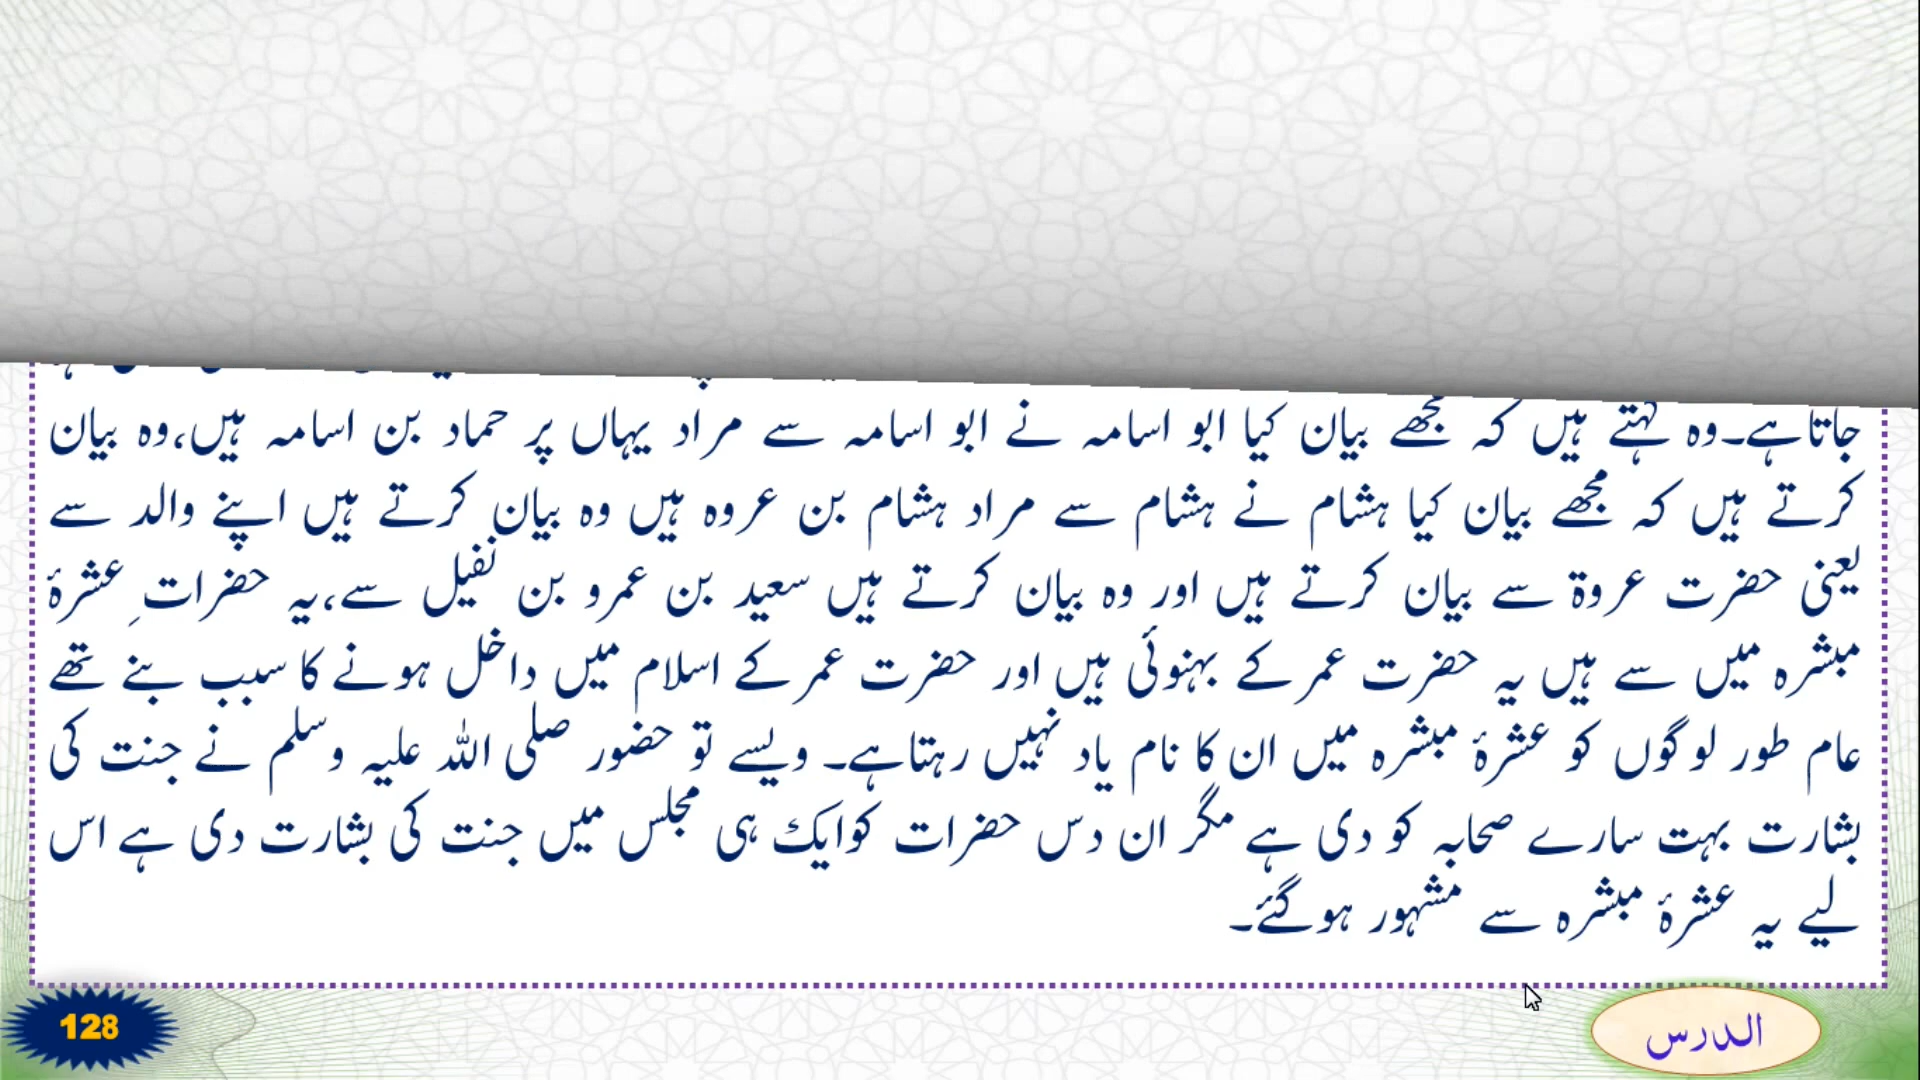 جاتاہے۔وہ کہتے ہیں کہ مجھے بیان کیا ابو اسامہ نے ابو اسامہ سے مراد یہاں پر حماد بن اسامہ ہیں،وہ بیان
کرتے ہیں کہ مجھے بیان کیا ہشام نے ہشام سے مراد ہشام بن عروہ ہیں وہ بیان کرتے ہیں اپنے والد سے
یعنی حضرت عروۃ سے بیان کرتے ہیں اور وہ بیان کرتے ہیں سعید بن عمرو بن نفیل سے،یہ حضراتِ عشرۂ
مبشرہ میں سے ہیں یہ حضرت عمرکے بہنوئی ہیں اور حضرت عمرکے اسلام میں داخل ہونے کا سبب بنے تھے
عام طور لوگوں کو عشرۂ مبشرہ میں ان کا نام یاد نہیں رہتاہے۔ ویسے تو حضور صلی اللہ علیہ وسلم نے جنت کی
بشارت بہت سارے صحابہ کو دی ہے مگر ان دس حضرات کوایک ہی مجلس میں جنت کی بشارت دی ہے اس
لیے یہ عشرۂ مبشرہ سے مشہور ہوگئے۔
128
الدرس